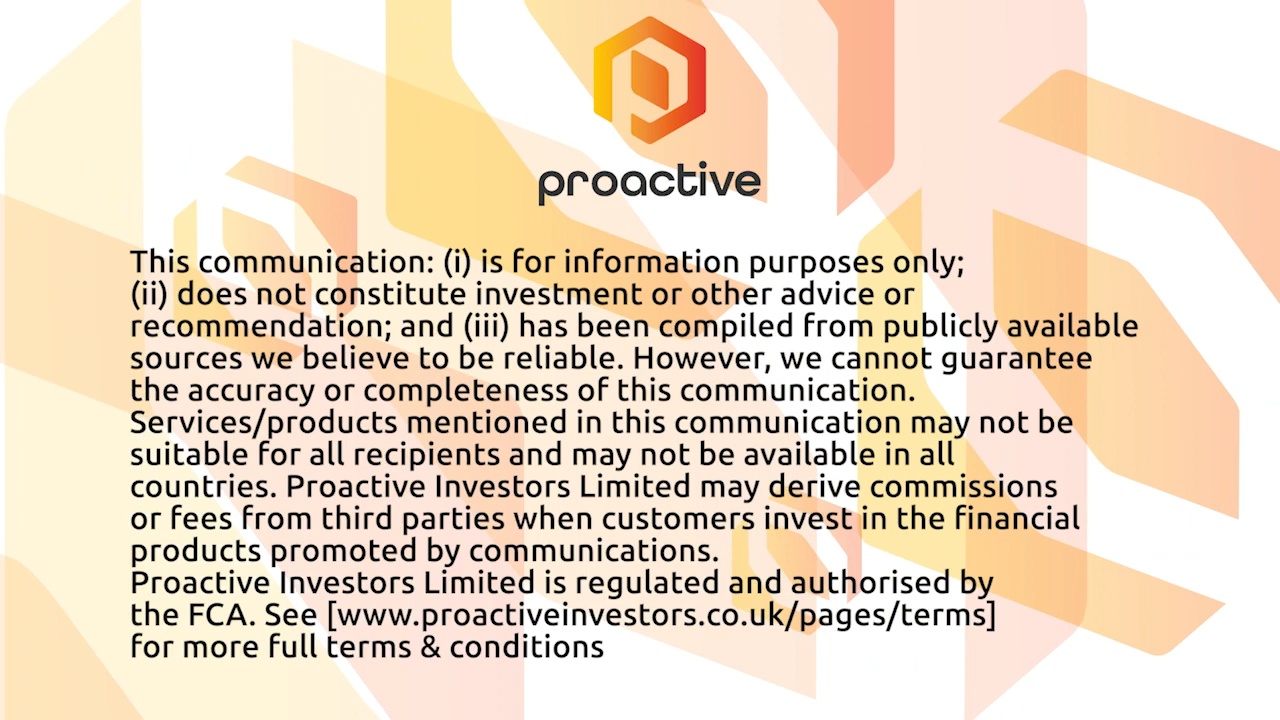 proactive
This communication: (i) is for information purposes only;
(ii) does not constitute investment or other advice or
recommendation; and (iii) has been compiled from publicly available
sources we believe to be reliable. However, we cannot guarantee
the accuracy or completeness of this communication.
Services/products mentioned in this communication may not be
suitable for all recipients and may not be available in all
countries. Proactive Investors Limited may derive commissions
or fees from third parties when customers invest in the financial
products promoted by communications.
Proactive Investors Limited is regulated and authorised by
the FCA. See [www.proactiveinvestors.co.uk/pages/terms]
for more full terms & conditions